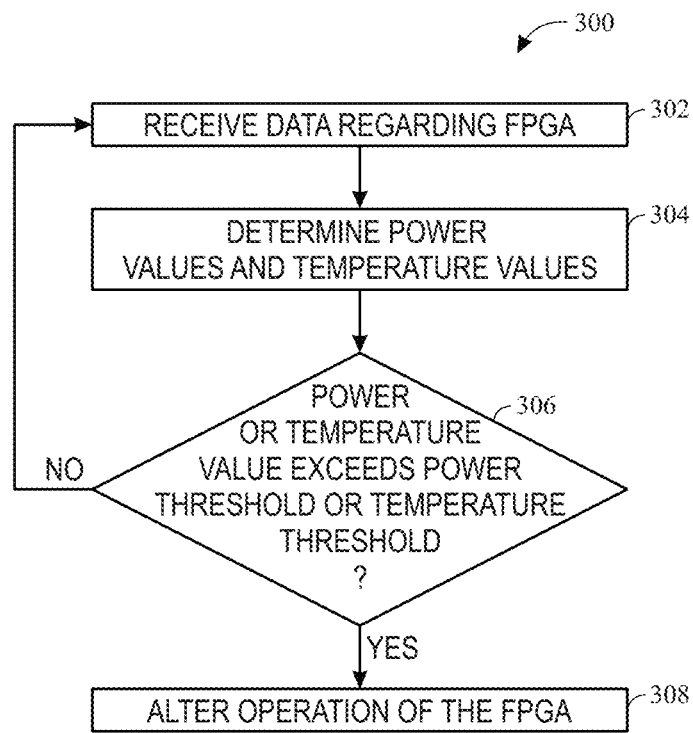 300
RECEIVE DATA REGARDING FPGA
302
DETERMINE POWER
VALUES AND TEMPERATURE VALUES
304
POWER
OR TEMPERATURE
VALUE EXCEEDS POWER
THRESHOLD OR TEMPERATURE
THRESHOLD
?
306
NO
YES
ALTER OPERATION OF THE FPGA
308